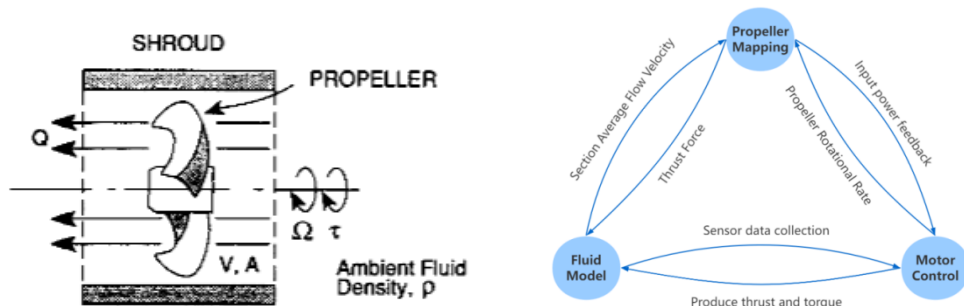 SHROUD
PROPELLER
Q
Ω τ
V, A
Ambient Fluid
Density, ρ
Propeller
Mapping
Section Average Flow Velocity
Thrust Force
Propeller Rotational Rate
Input power feedback
Sensor data collection
Fluid
Model
Motor
Control
Produce thrust and torque